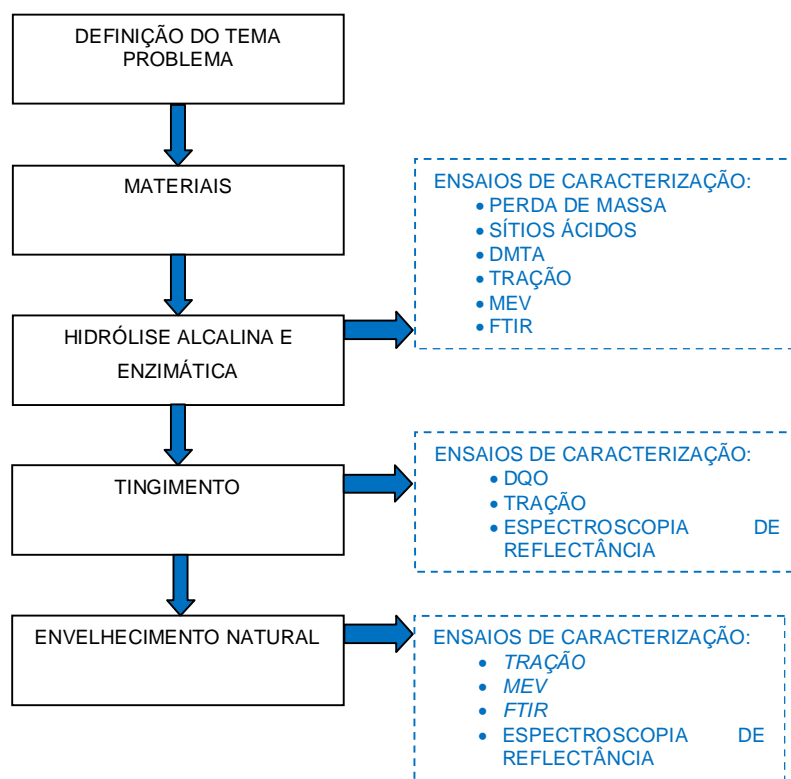 DEFINIÇÃO DO TEMA
PROBLEMA
MATERIAIS
ENSAIOS DE CARACTERIZAÇÃO:
• PERDA DE MASSA
• SÍTIOS ÁCIDOS
• DMTA
• TRAÇÃO
• MEV
• FTIR
HIDRÓLISE ALCALINA E
ENZIMÁTICA
TINGIMENTO
ENSAIOS DE CARACTERIZAÇÃO:
• DQO
• TRAÇÃO
• ESPECTROSCOPIA DE
REFLECTÂNCIA
ENVELHECIMENTO NATURAL
ENSAIOS DE CARACTERIZAÇÃO:
• TRAÇÃO
• MEV
• FTIR
• ESPECTROSCOPIA DE
REFLECTÂNCIA